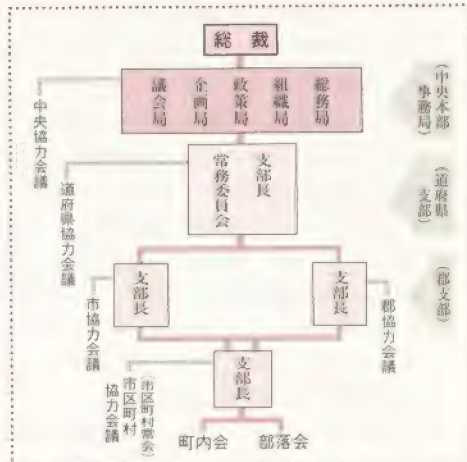 総裁
総務局
組織局
政策局
企画局
議会局
(中央本部
事務局)
中央協力会議
支部長
常務委員会
(道府県
支部)
道府県協力会議
支部長
支部長
(郡支部)
郡協力会議
市協力会議
支部長
(市区町村常会)
市区町村
協力会議
部落会
町内会